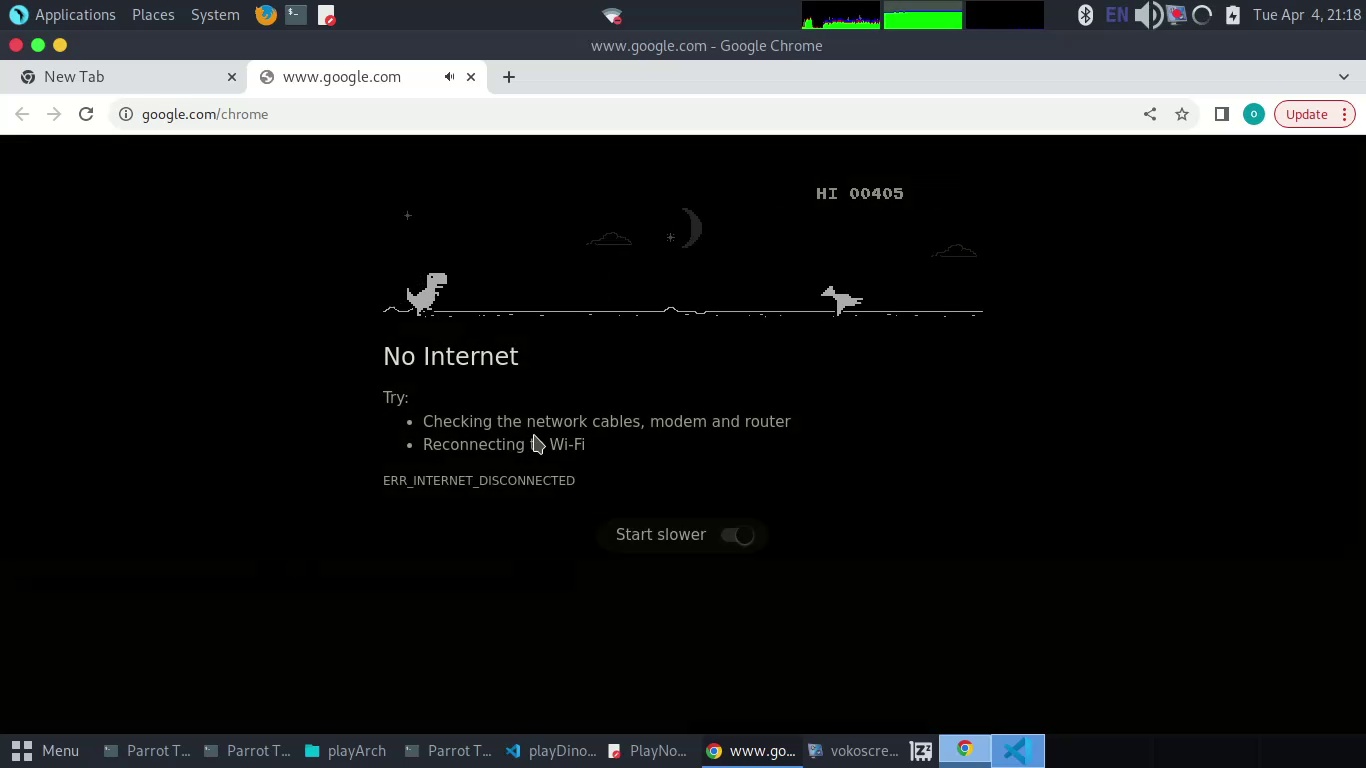 Applications Places System EN Tue Apr 4, 21:18
www.google.com - Google Chrome
New Tab www.google.com
google.com/chrome o Update
HI 00405
No Internet
Try:
Checking the network cables, modem and router
Reconnecting Wi-Fi
ERR_INTERNET_DISCONNECTED
Start slower
Menu Parrot T... Parrot T... playArch Parrot T... playDino... PlayNo... www.go... vokoscre...